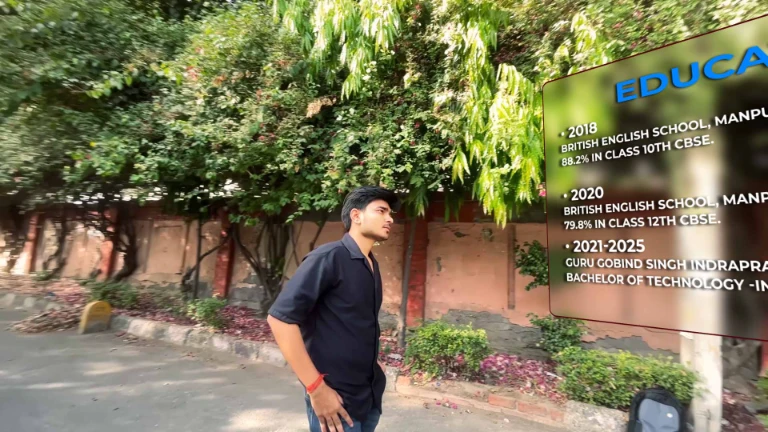 EDUCA
• 2018
BRITISH ENGLISH SCHOOL, MANPU
88.2% IN CLASS 10TH CBSE.
• 2020
BRITISH ENGLISH SCHOOL, MANP
79.8% IN CLASS 12TH CBSE.
• 2021-2025
GURU GOBIND SINGH INDRAPRA
BACHELOR OF TECHNOLOGY -IN